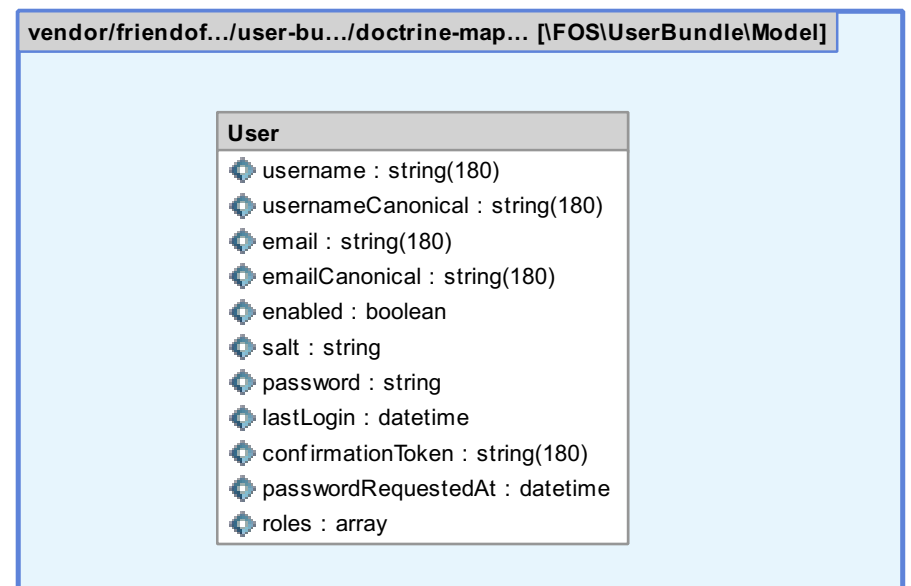 vendor/friendof.../user-bu.../doctrine-map... [\FOS\UserBundle\Model]
User
username : string(180)
usernameCanonical : string(180)
email : string(180)
emailCanonical : string(180)
enabled : boolean
salt : string
password : string
lastLogin : datetime
confirmationToken : string(180)
passwordRequestedAt : datetime
roles : array